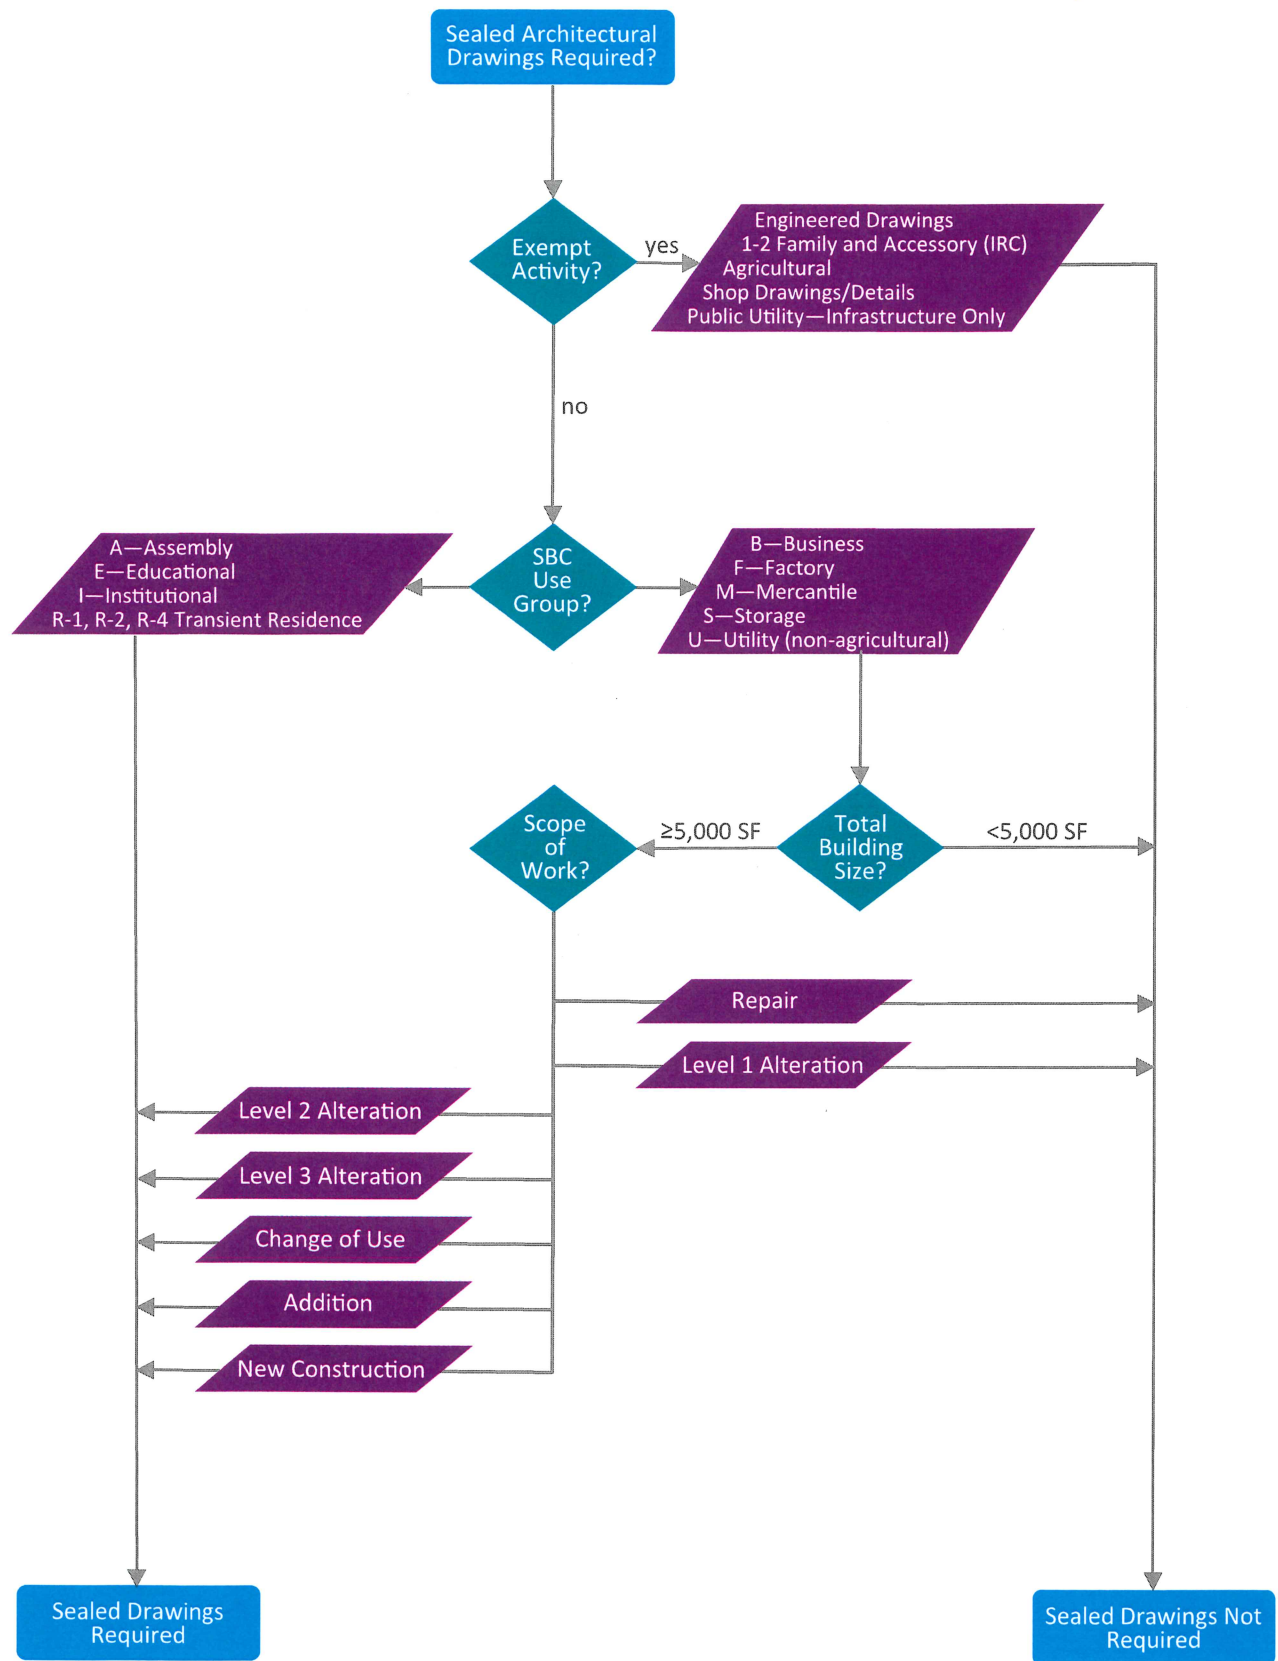 Sealed Architectural
Drawings Required?
Exempt
Activity?
yes
Engineered Drawings
1-2 Family and Accessory (IRC)
Agricultural
Shop Drawings/Details
Public Utility—Infrastructure Only
no
A—Assembly
E—Educational
I—Institutional
R-1, R-2, R-4 Transient Residence
SBC
Use
Group?
B—Business
F—Factory
M—Mercantile
S—Storage
U—Utility (non-agricultural)
Scope
of
Work?
≥5,000 SF
Total
Building
Size?
<5,000 SF
Repair
Level 1 Alteration
Level 2 Alteration
Level 3 Alteration
Change of Use
Addition
New Construction
Sealed Drawings
Required
Sealed Drawings Not
Required